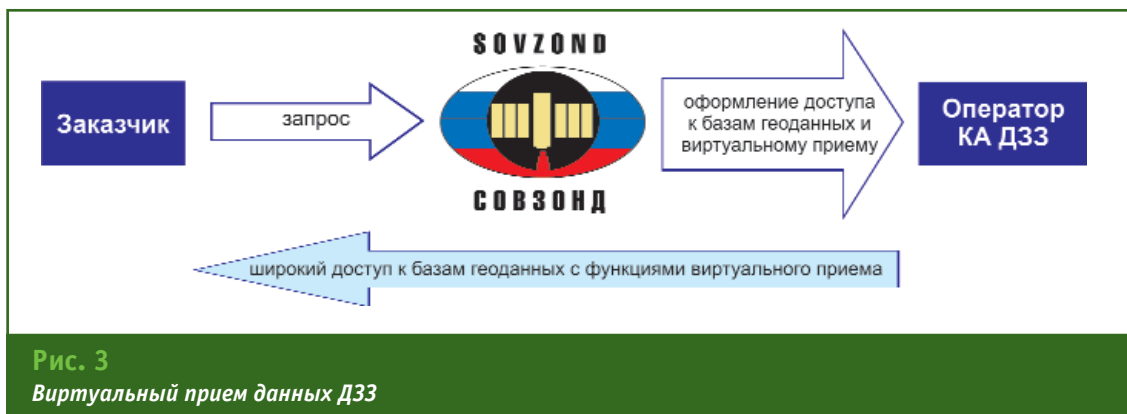 SOVZOND
Заказчик
запрос
СОВЗОНД
оформление доступа
к базам геоданных и
виртуальному приему
Оператор
КА ДЗЗ
широкий доступ к базам геоданных с функциями виртуального приема
Рис. 3
Виртуальный прием данных ДЗЗ